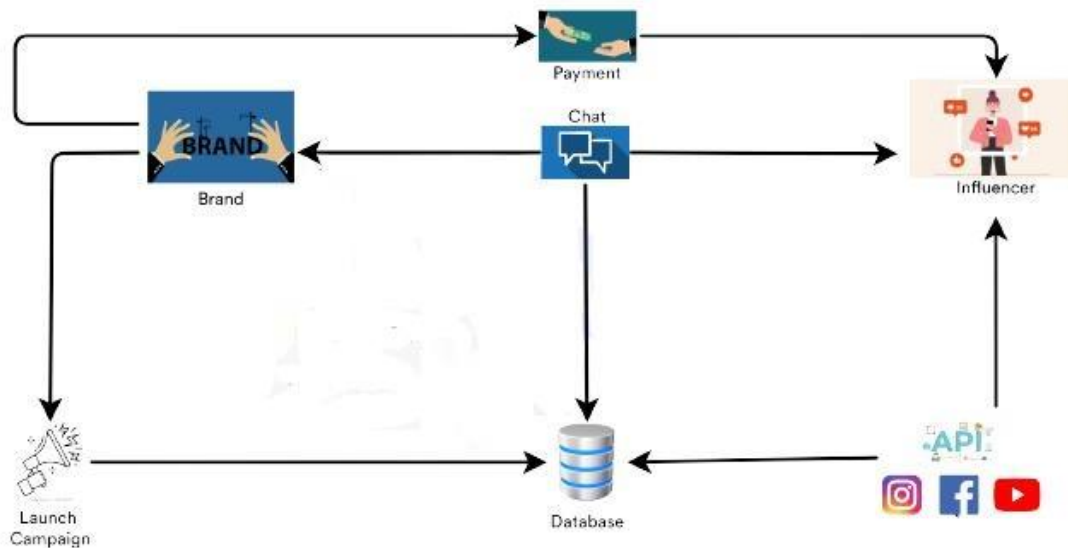 Payment
Chat
BRAND
Brand
Influencer
API
Launch
Campaign
Database